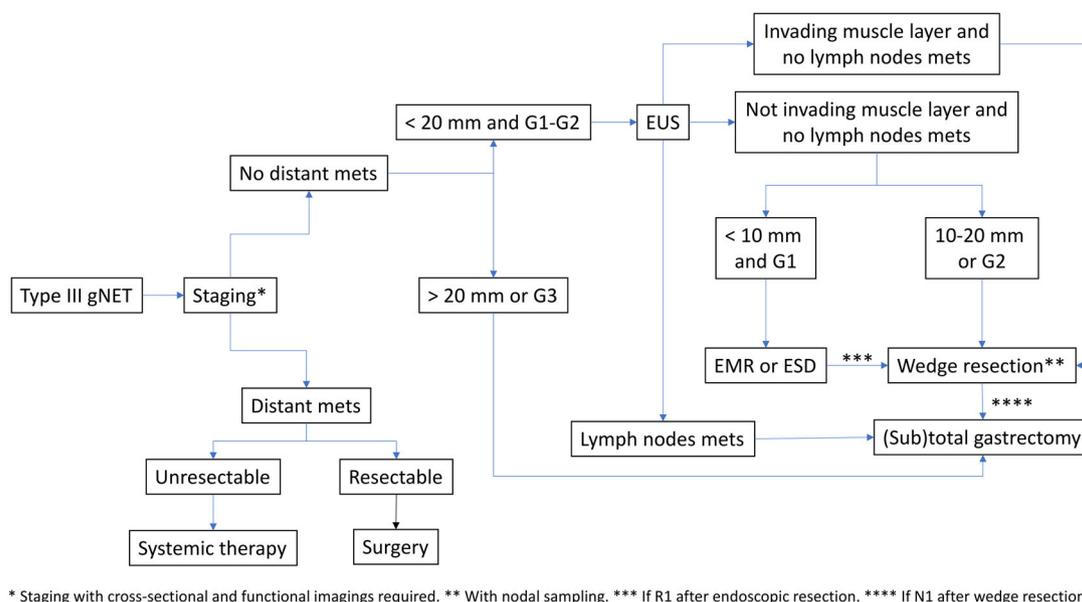 Invading muscle layer and
no lymph nodes mets
< 20 mm and G1-G2
EUS
Not invading muscle layer and
no lymph nodes mets
No distant mets
< 10 mm
and G1
10-20 mm
or G2
Type III gNET
Staging*
> 20 mm or G3
EMR or ESD
***
Wedge resection**
****
Distant mets
Lymph nodes mets
(Sub)total gastrectomy
Unresectable
Resectable
Systemic therapy
Surgery
* Staging with cross-sectional and functional imagings required. ** With nodal sampling. *** If R1 after endoscopic resection. **** If N1 after wedge resection